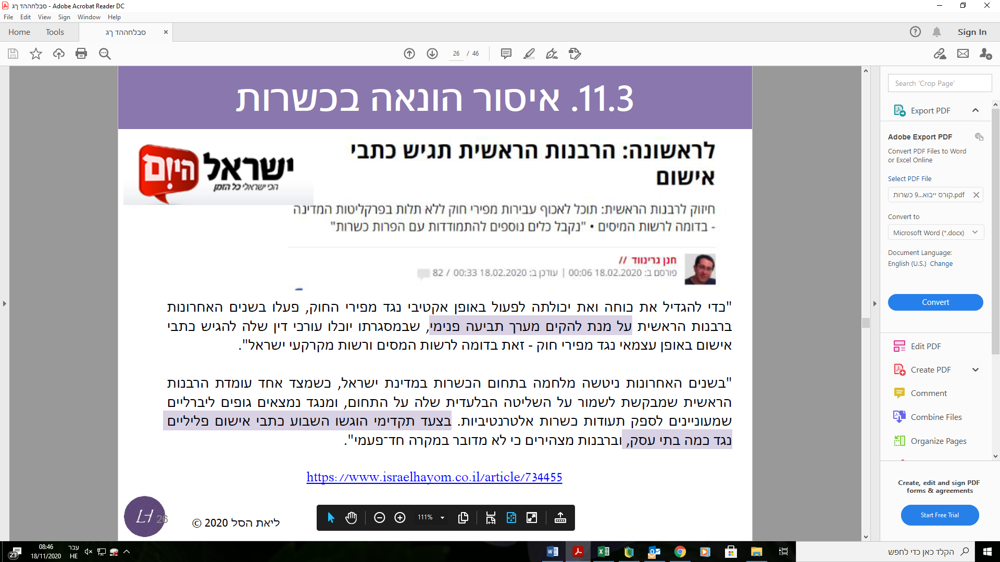 סבלחההד ךג - Adobe Acrobat Reader DC
File Edit View Sign Window Help
Home Tools סבלחההד ךג
Sign In
26 / 46
11.3. איסור הונאה בכשרות
ישראל היום
הכי ישראלי כל הזמן
לראשונה: הרבנות הראשית תגיש כתבי
אישום
חיזוק לרבנות הראשית: תוכל לאכוף עבירות מפירי חוק ללא תלות בפרקליטות המדינה
- בדומה לרשות המיסים • "נקבל כלים נוספים להתמודדות עם הפרות כשרות"
חנן גרינווד //
פורסם ב: 18.02.2020 00:06 | עודכן ב: 18.02.2020 00:33 / 82
"כדי להגדיל את כוחה ואת יכולתה לפעול באופן אקטיבי נגד מפירי החוק, פעלו בשנים האחרונות
ברבנות הראשית על מנת להקים מערך תביעה פנימי, שבמסגרתו יוכלו עורכי דין שלה להגיש כתבי
אישום באופן עצמאי נגד מפירי חוק - זאת בדומה לרשות המסים ורשות מקרקעי ישראל".
"בשנים האחרונות ניטשה מלחמה בתחום הכשרות במדינת ישראל, כשמצד אחד עומדת הרבנות
הראשית שמבקשת לשמור על השליטה הבלעדית שלה על התחום, ומנגד נמצאים גופים ליברליים
שמעוניינים לספק תעודות כשרות אלטרנטיביות. בצעד תקדימי הוגשו השבוע כתבי אישום פליליים
נגד כמה בתי עסק, וברבנות מצהירים כי לא מדובר במקרה חד־פעמי".
https://www.israelhayom.co.il/article/734455
LH 26
ליאת הסל 2020 ©
111%
Search 'Crop Page'
Export PDF
Adobe Export PDF
Convert PDF Files to Word
or Excel Online
Select PDF File
קורס ייבוא...9 כשרות.pdf
Convert to
Microsoft Word (*.docx)
Document Language:
English (U.S.) Change
Convert
Edit PDF
Create PDF
Comment
Combine Files
Organize Pages
Create, edit and sign PDF
forms & agreements
Start Free Trial
23
08:46
18/11/2020
עבר
HE
הקלד כאן כדי לחפש